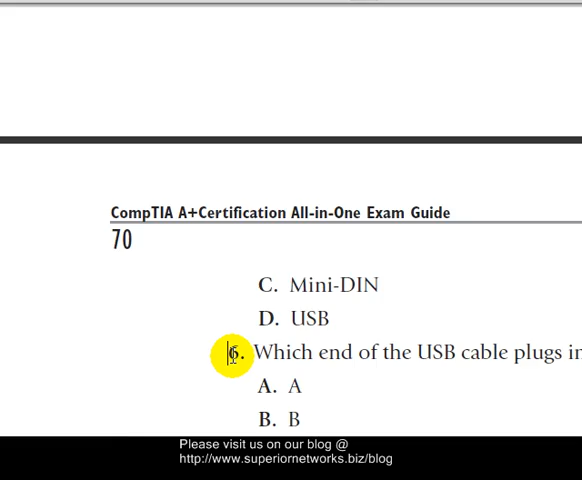 CompTIA A+Certification All-in-One Exam Guide
70
C. Mini-DIN
D. USB
6. Which end of the USB cable plugs in
A. A
B. B
Please visit us on our blog @
http://www.superiornetworks.biz/blog